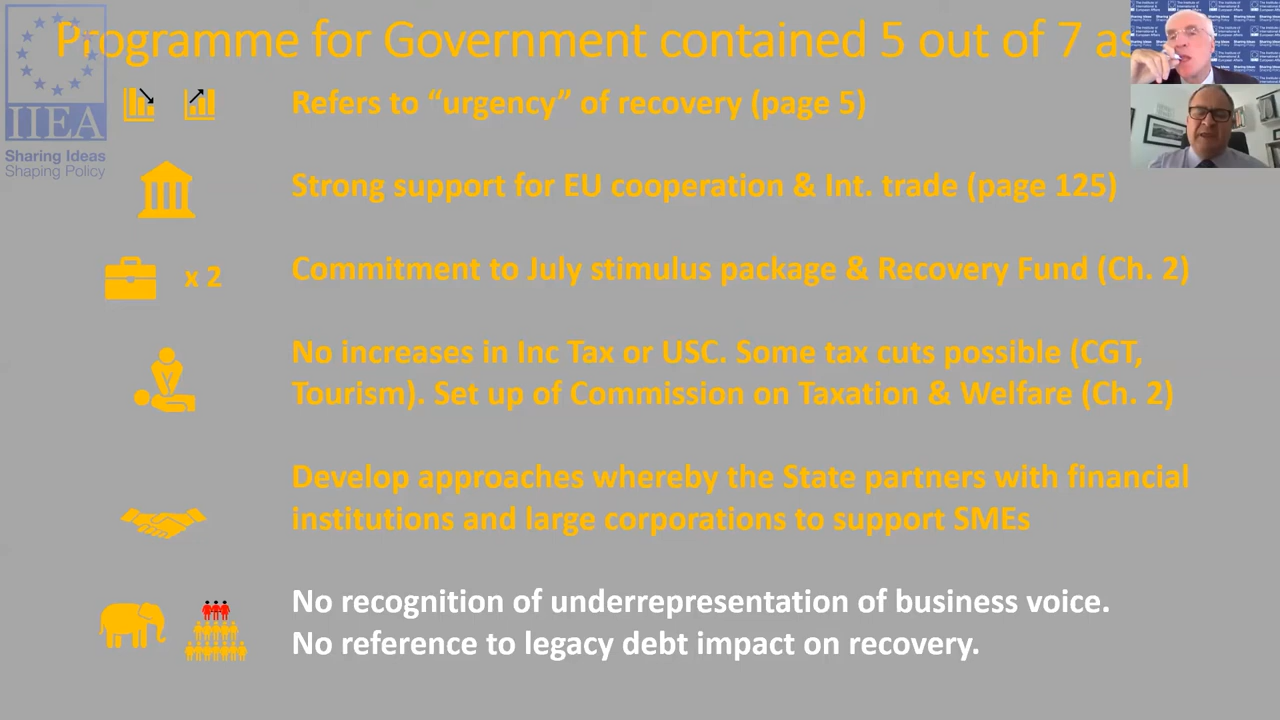 Programme for Government contained 5 out of 7
IIEA
Sharing Ideas
Shaping Policy
Refers to “urgency” of recovery (page 5)
Strong support for EU cooperation & Int. trade (page 125)
x 2
Commitment to July stimulus package & Recovery Fund (Ch. 2)
No increases in Inc Tax or USC. Some tax cuts possible (CGT,
Tourism). Set up of Commission on Taxation & Welfare (Ch. 2)
Develop approaches whereby the State partners with financial
institutions and large corporations to support SMEs
No recognition of underrepresentation of business voice.
No reference to legacy debt impact on recovery.